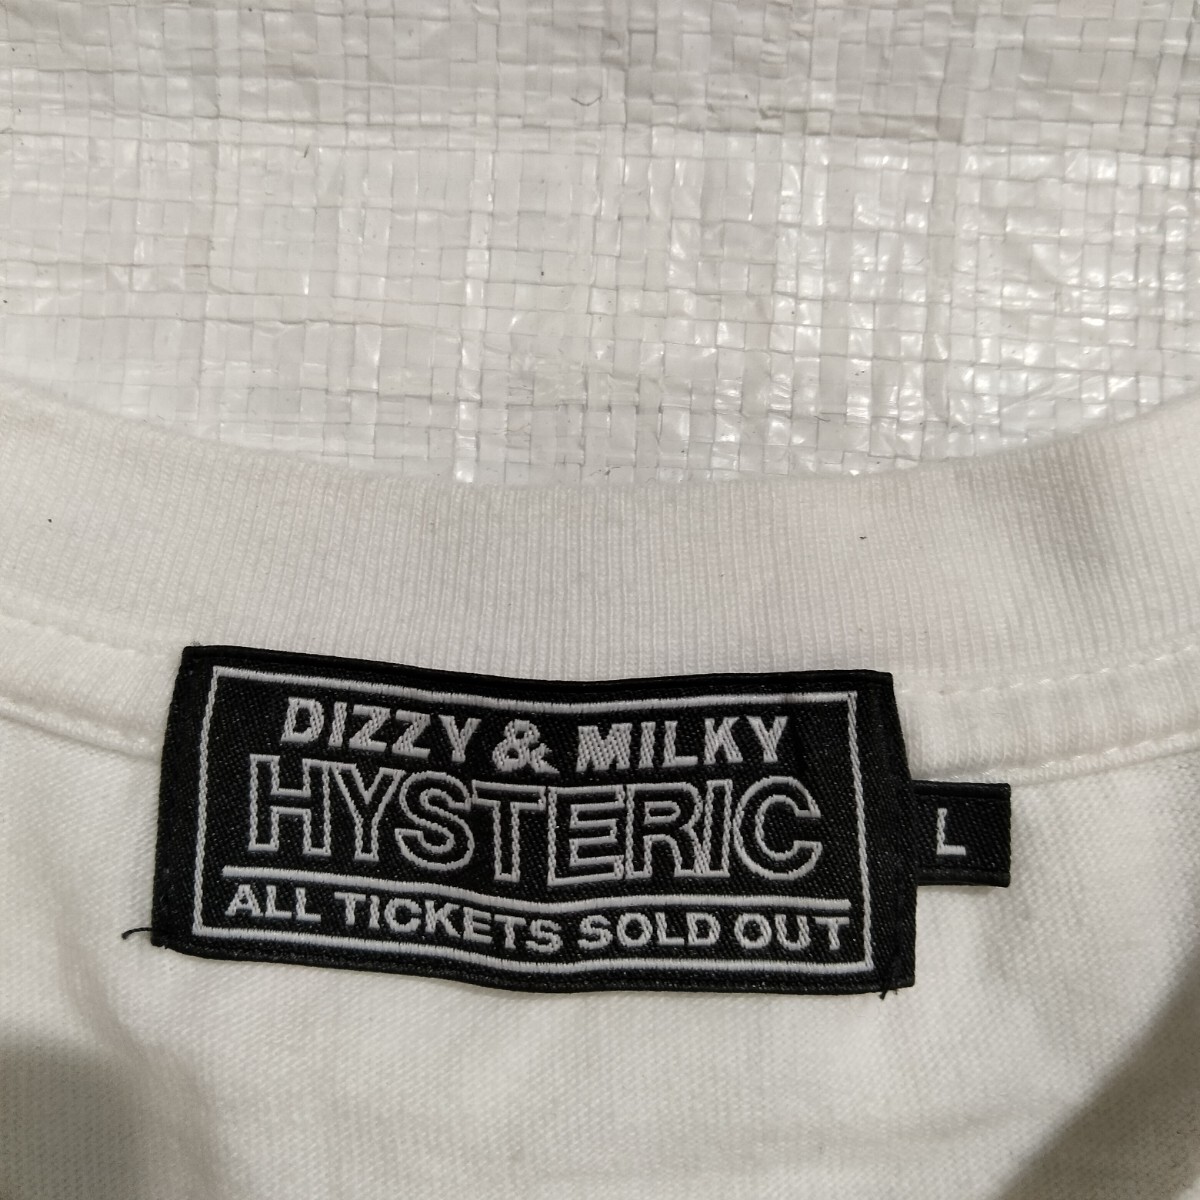 DIZZY & MILKY
HYSTERIC
ALL TICKETS SOLD OUT
L